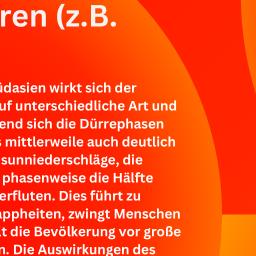 ren (z.B.
üdasien wirkt sich der
uf unterschiedliche Art und
end sich die Dürrephasen
s mittlerweile auch deutlich
sunniederschläge, die
phasenweise die Hälfte
erfluten. Dies führt zu
appheiten, zwingt Menschen
t die Bevölkerung vor große
n. Die Auswirkungen des